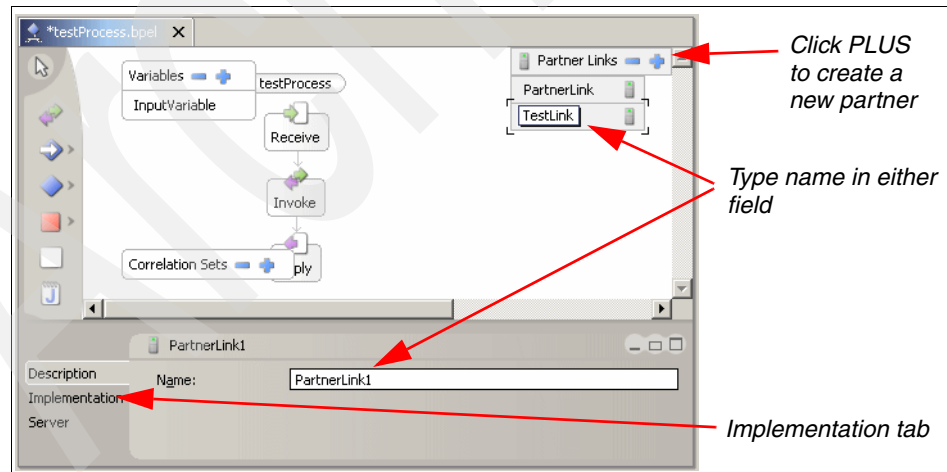 *testProcess.bpel X
Partner Links
Click PLUS
to create a
new partner
Variables
testProcess
PartnerLink
InputVariable
TestLink
Receive
Type name in either
field
Invoke
Correlation Sets
ply
J
PartnerLink1
Description
Name:
PartnerLink1
Implementation
Server
Implementation tab